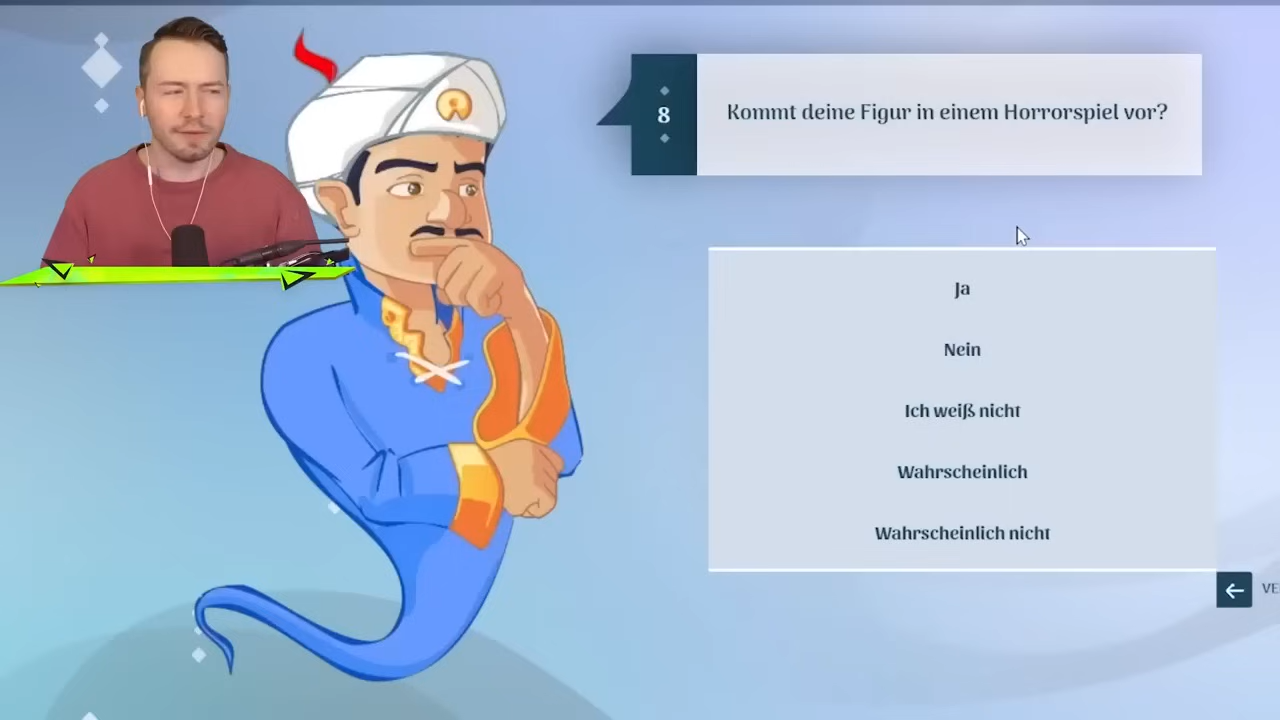 8
Kommt deine Figur in einem Horrorspiel vor?
Ja
Nein
Ich weiß nicht
Wahrscheinlich
Wahrscheinlich nicht